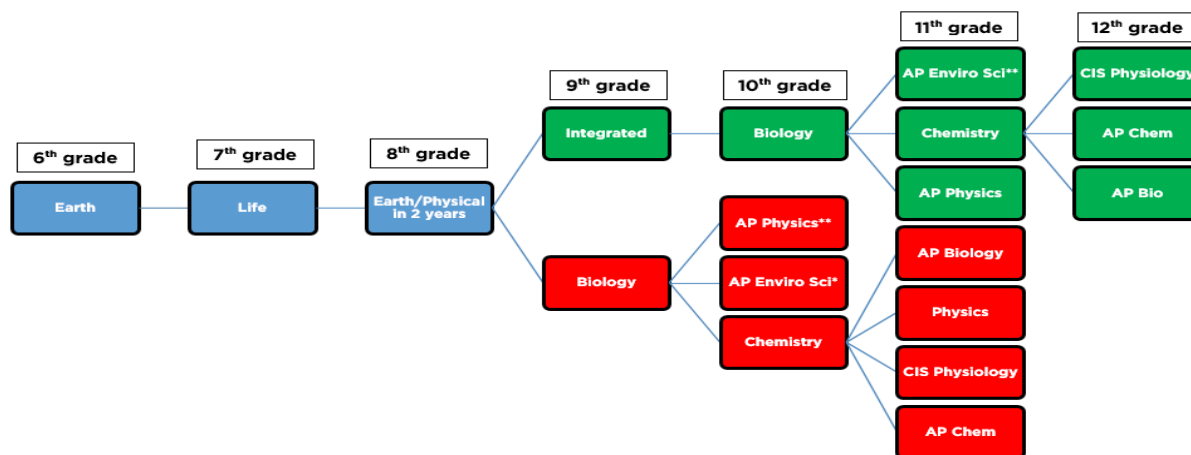 6th grade
Earth
7th grade
Life
8th grade
Earth/Physical
in 2 years
9th grade
Integrated
Biology
10th grade
Biology
AP Physics**
AP Enviro Sci*
Chemistry
11th grade
AP Enviro Sci**
Chemistry
AP Physics
AP Biology
Physics
CIS Physiology
AP Chem
12th grade
CIS Physiology
AP Chem
AP Bio